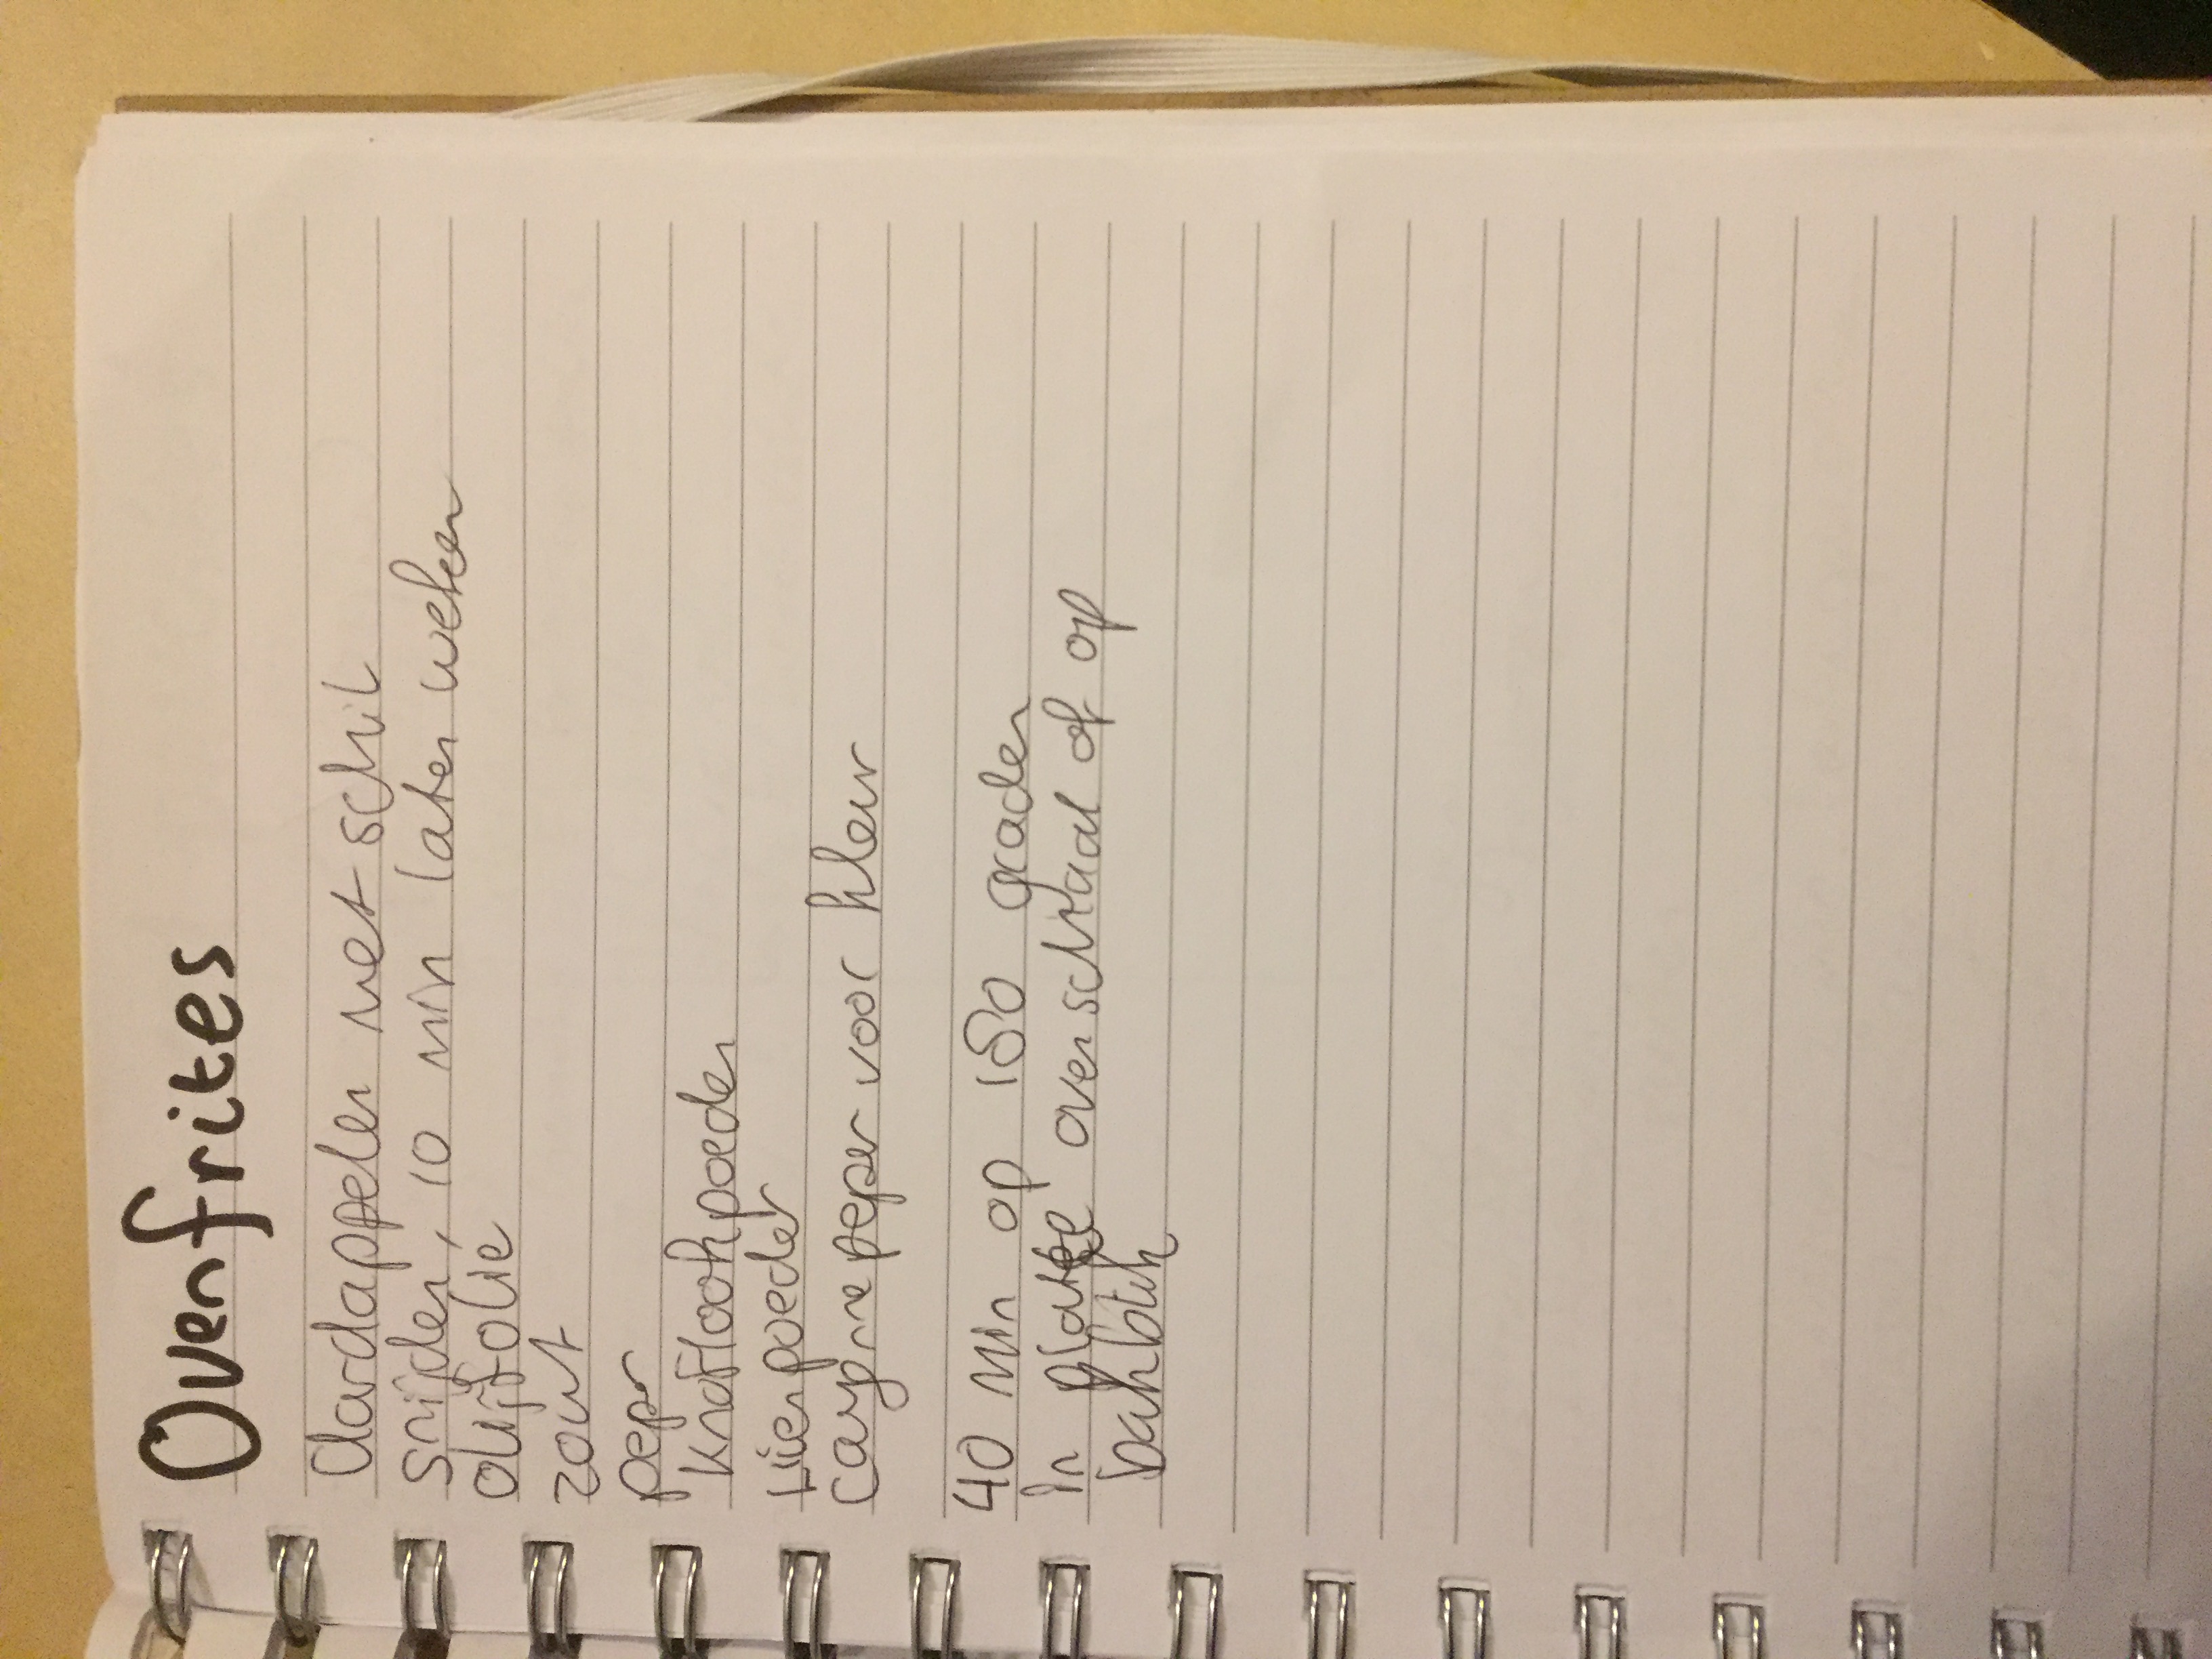 Ovenfrites
Aardappelen met schil
snijden, 10 min laten weken
olijfolie
zout
peper
Knoflookpoeder
uienpoeder
cayennepeper voor kleur
40 min op 180 graden
in platte ovenschaal of op
bakblik